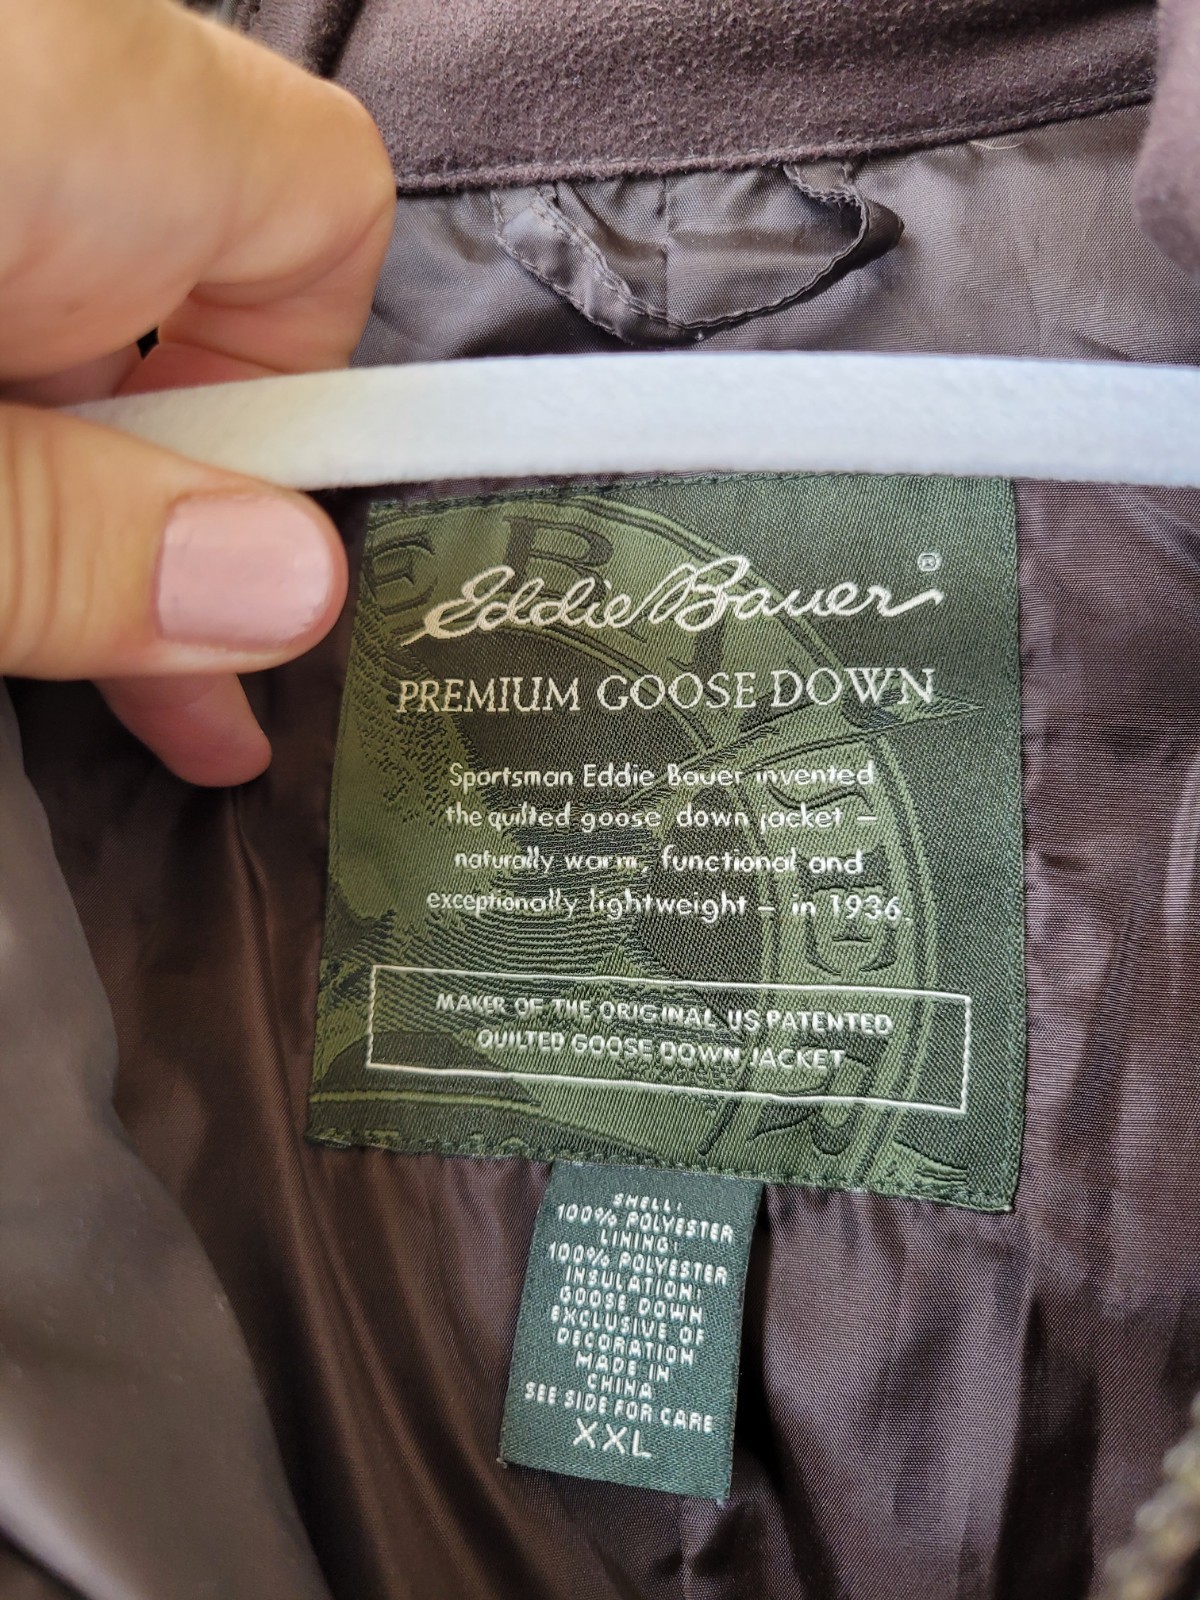 Eddie Bauer®
PREMIUM GOOSE DOWN
Sportsman Eddie Bauer invented
the quilted goose down jacket –
naturally warm, functional and
exceptionally lightweight – in 1936.
MAKER OF THE ORIGINAL US PATENTED
QUILTED GOOSE DOWN JACKET
SHELL:
100% POLYESTER
LINING:
100% POLYESTER
INSULATION:
GOOSE DOWN
EXCLUSIVE OF
DECORATION
MADE IN
CHINA
SEE SIDE FOR CARE
XXL